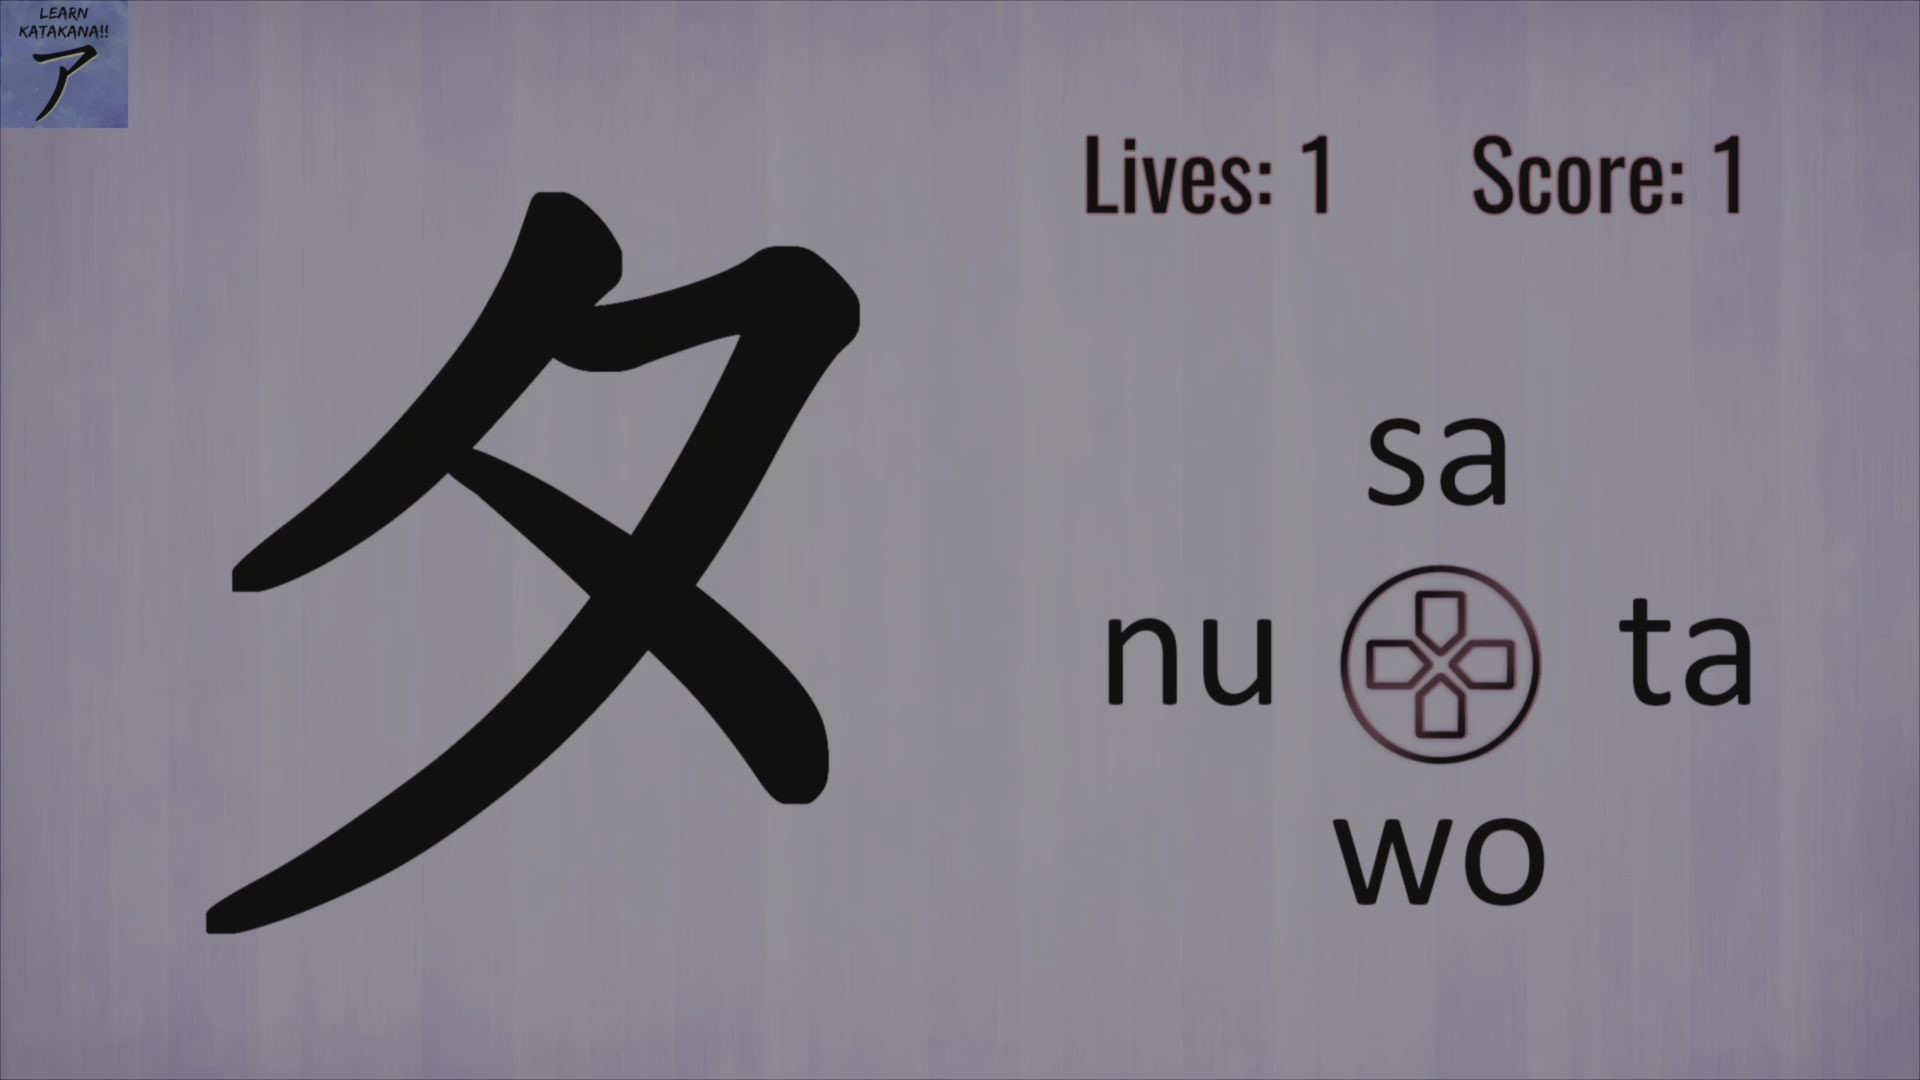 LEARN
KATAKANA!!
ア
Lives: 1 Score: 1
タ
sa
nu ta
wo